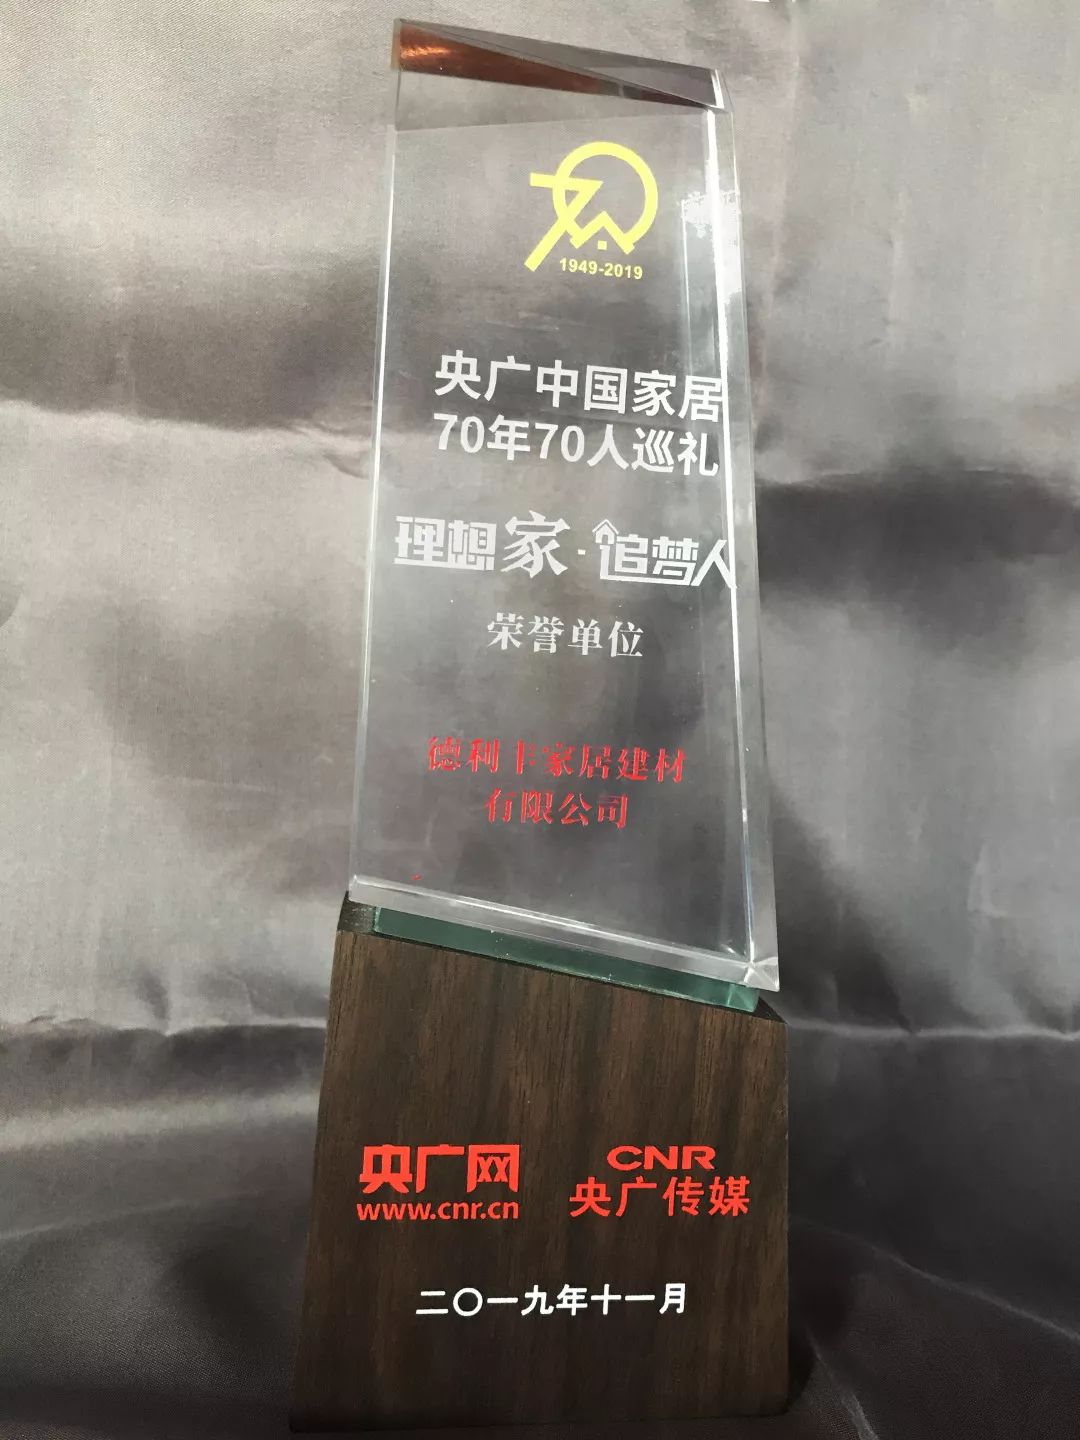 70
1949-2019
央广中国家居
70年70人巡礼
理想家·追梦人
荣誉单位
德利丰家居建材
有限公司
央广网
www.cnr.cn
CNR
央广传媒
二〇一九年十一月